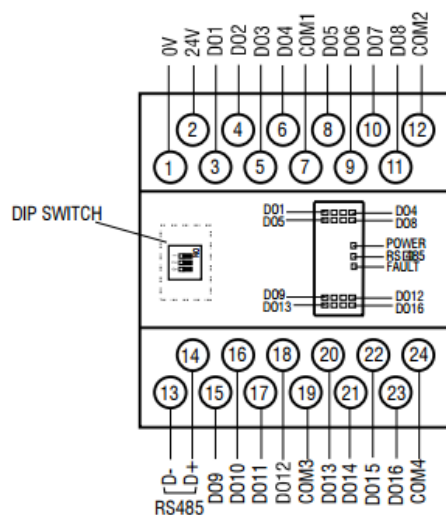 0V 24V DO1 DO2 DO3 DO4 COM1 DO5 DO6 DO7 DO8 COM2
2 4 6 8 10 12
1 3 5 7 9 11
DIP SWITCH
DO1 DO4
DO5 DO8
POWER
RS485
FAULT
ON
DO9 DO12
DO13 DO16
14 16 18 20 22 24
13 15 17 19 21 23
D- D+ DO9 DO10 DO11 DO12 COM3 DO13 DO14 DO15 DO16 COM4
RS485